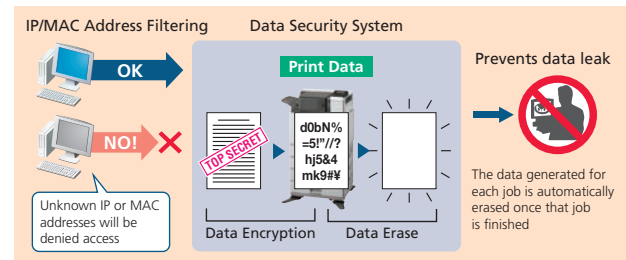 IP/MAC Address Filtering
Data Security System
OK
NO!
Unknown IP or MAC
addresses will be
denied access
Print Data
TOP SECRET
d0bN%
=5!"//?
hj5&4
mk9#¥
Data Encryption
Data Erase
Prevents data leak
The data generated for
each job is automatically
erased once that job
is finished